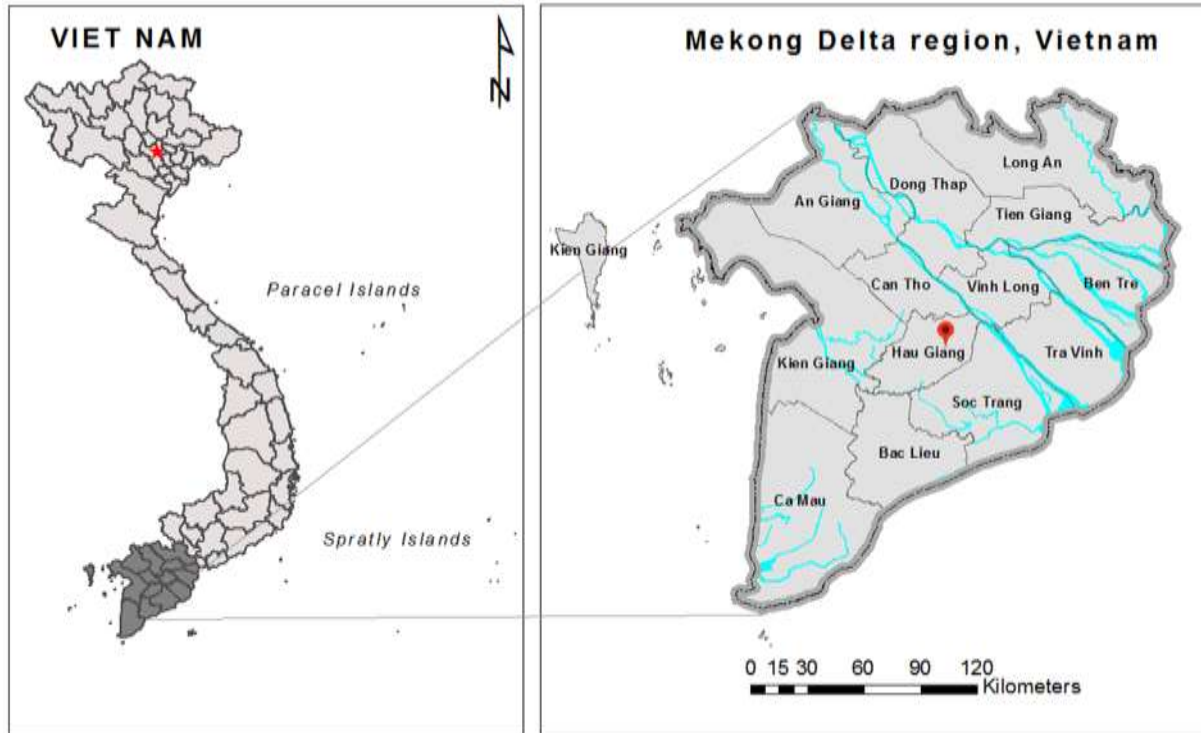 VIET NAM
N
Paracel Islands
Spratly Islands
Mekong Delta region, Vietnam
Long An
Dong Thap
An Giang
Tien Giang
Kien Giang
Can Tho
Vinh Long
Ben Tre
Hau Giang
Tra Vinh
Kien Giang
Soc Trang
Bac Lieu
Ca Mau
0 15 30 60 90 120
Kilometers